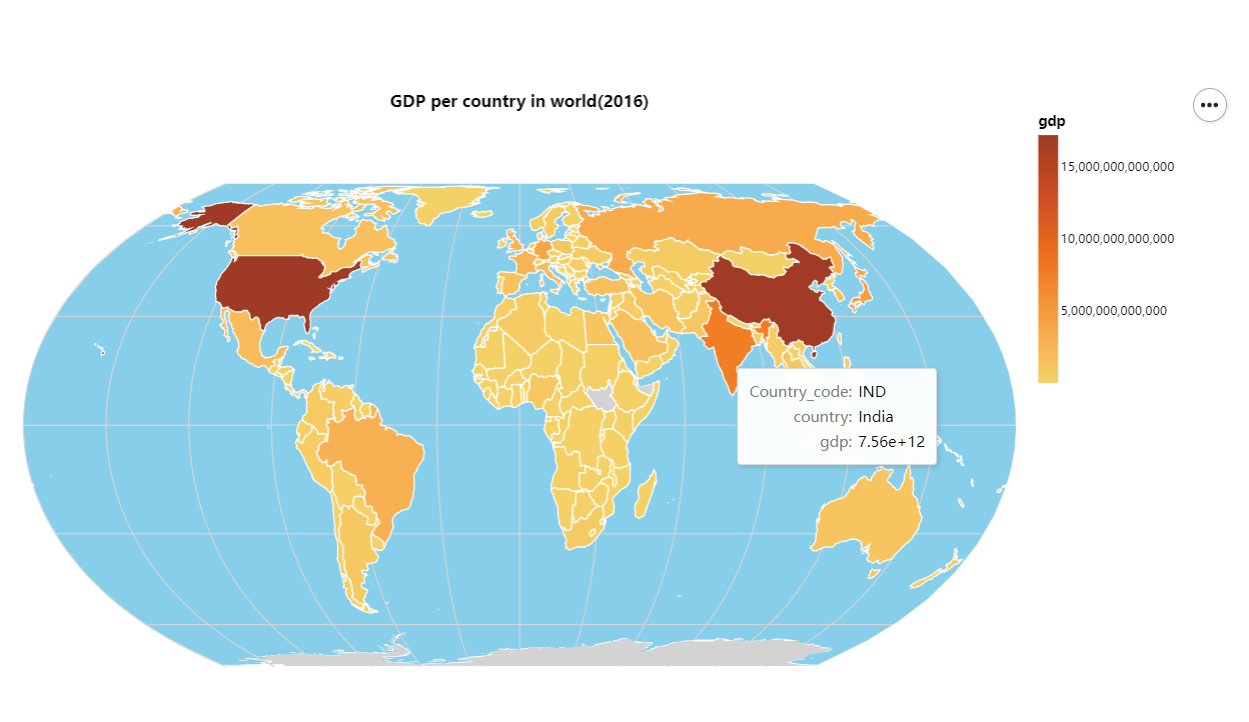 GDP per country in world(2016)
gdp
15,000,000,000,000
10,000,000,000,000
5,000,000,000,000
Country_code: IND
country: India
gdp: 7.56e+12